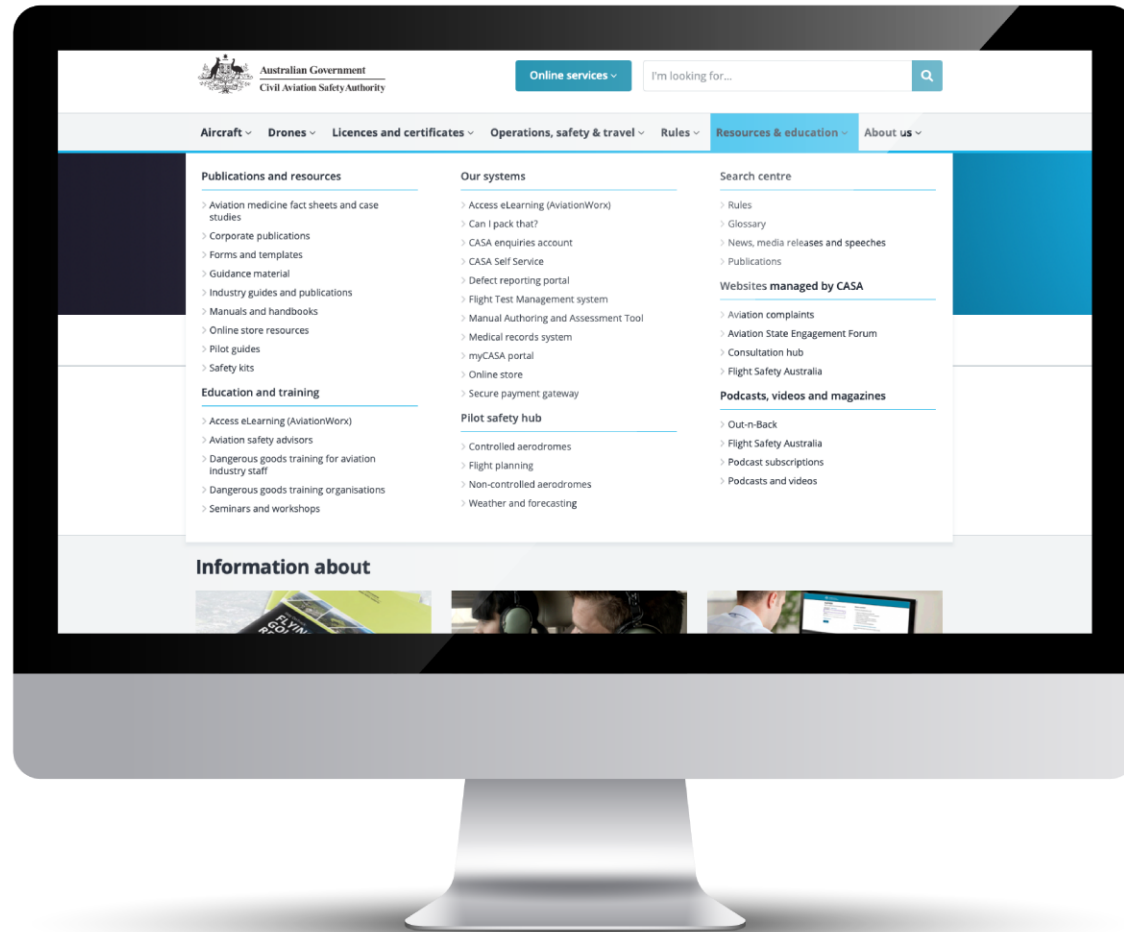 Australian Government
Civil Aviation Safety Authority
Online services
I'm looking for...
Aircraft
Drones
Licences and certificates
Operations, safety & travel
Rules
Resources & education
About us
Publications and resources
Aviation medicine fact sheets and case
studies
Corporate publications
Forms and templates
Guidance material
Industry guides and publications
Manuals and handbooks
Online store resources
Pilot guides
Safety kits
Education and training
Access eLearning (AviationWorx)
Aviation safety advisors
Dangerous goods training for aviation
industry staff
Dangerous goods training organisations
Seminars and workshops
Our systems
Access eLearning (AviationWorx)
Can I pack that?
CASA enquiries account
CASA Self Service
Defect reporting portal
Flight Test Management system
Manual Authoring and Assessment Tool
Medical records system
myCASA portal
Online store
Secure payment gateway
Pilot safety hub
Controlled aerodromes
Flight planning
Non-controlled aerodromes
Weather and forecasting
Search centre
Rules
Glossary
News, media releases and speeches
Publications
Websites managed by CASA
Aviation complaints
Aviation State Engagement Forum
Consultation hub
Flight Safety Australia
Podcasts, videos and magazines
Out-n-Back
Flight Safety Australia
Podcast subscriptions
Podcasts and videos
Information about